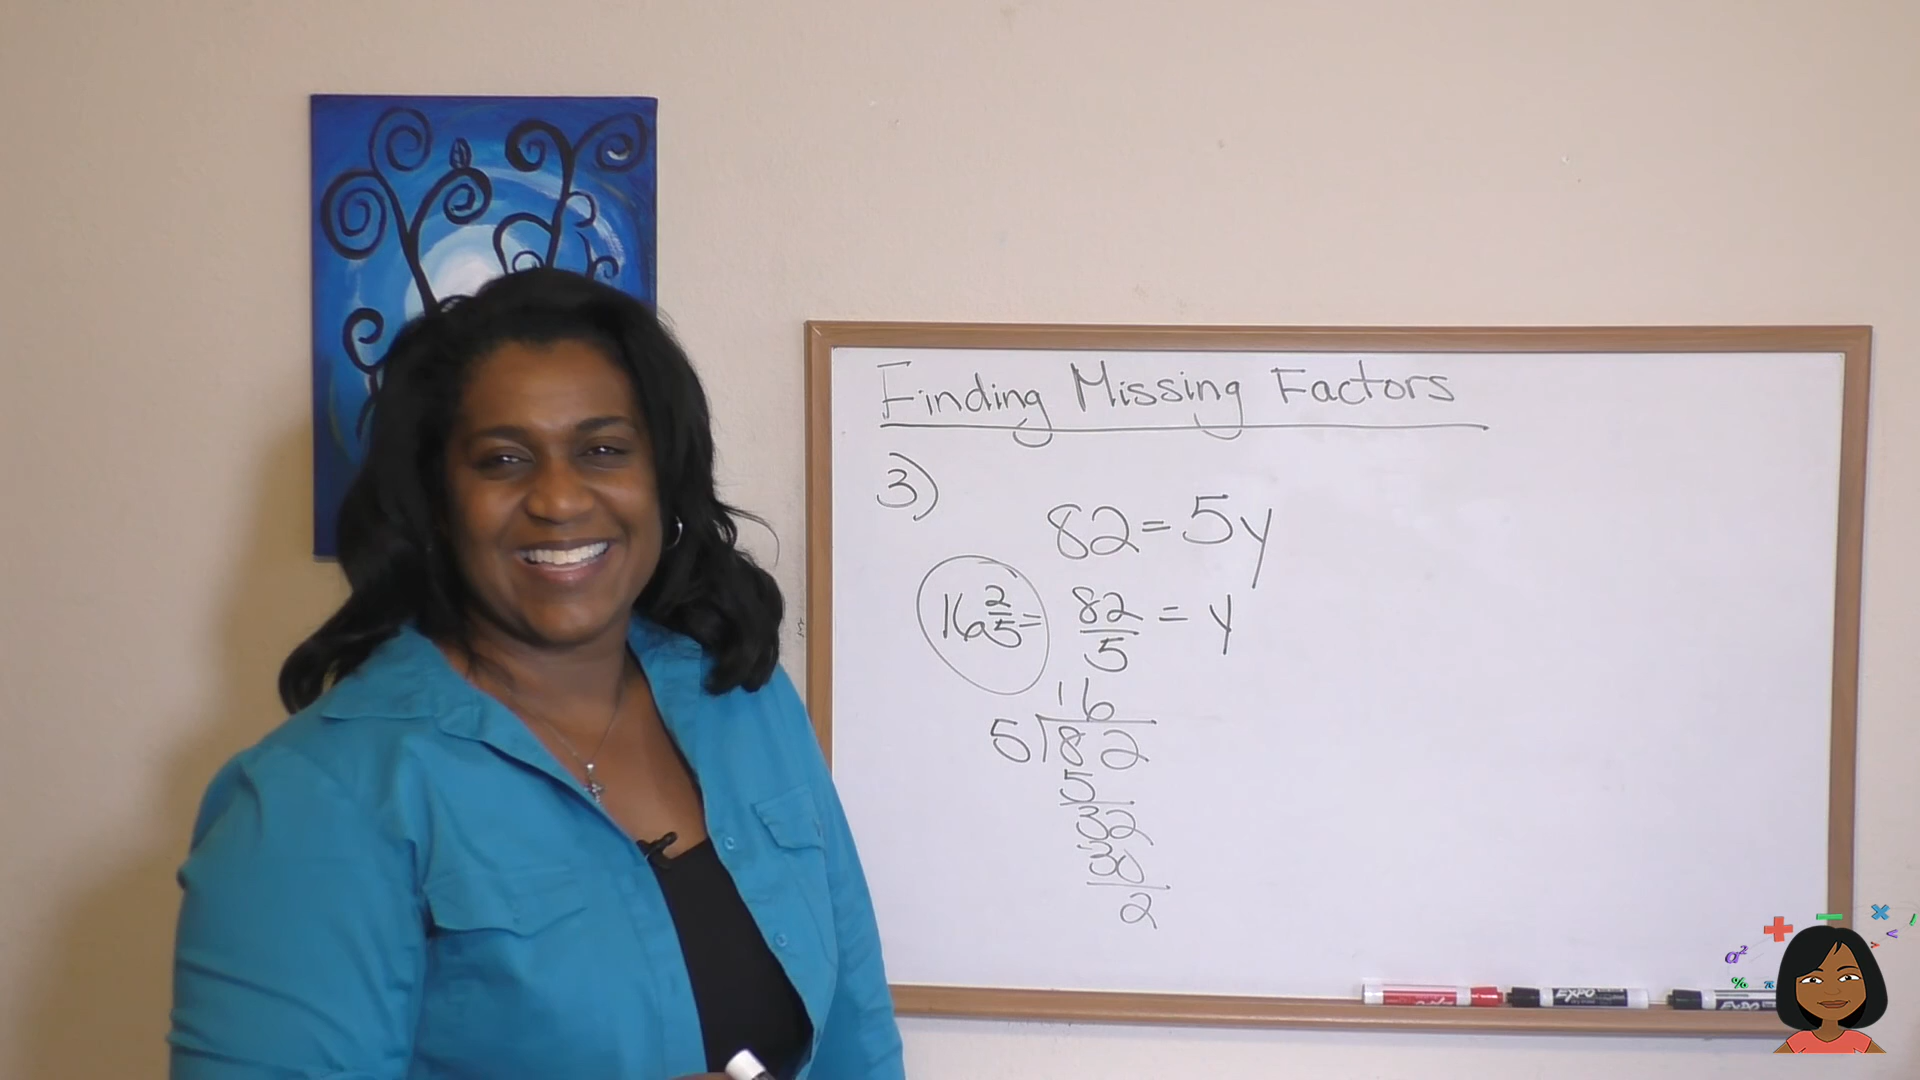 Finding Missing Factors
3)
82 = 5y
16 2/5 = 82/5 = y
16
5)82
5
32
30
2
EXPO
EXPO
a²
%
π